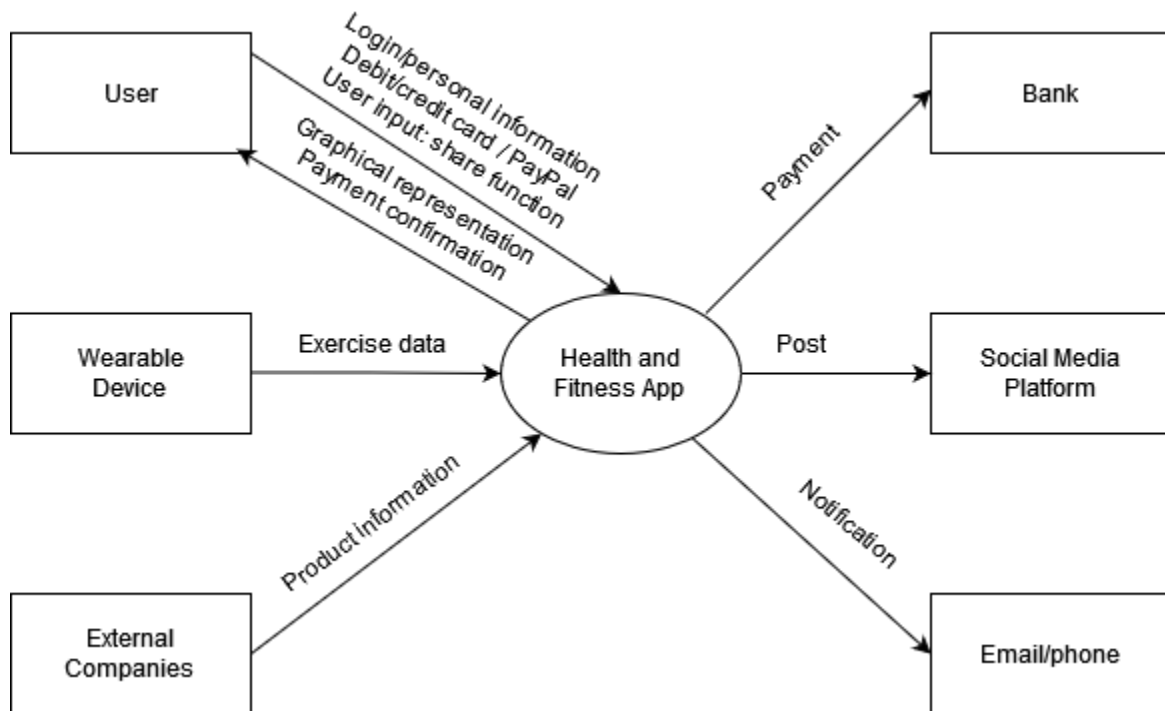 User
Login/personal information
Debit/credit card / PayPal
User input: share function
Graphical representation
Payment confirmation
Payment
Bank
Wearable
Device
Exercise data
Health and
Fitness App
Post
Social Media
Platform
Product information
Notification
External
Companies
Email/phone